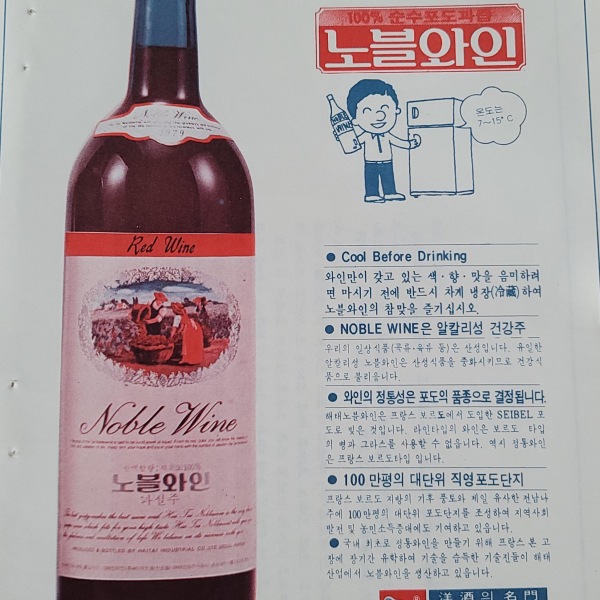 100% 순수포도과즙
노블와인
NOBLE
WINE
온도는
7~15°C
Noble Wine
1979
Red Wine
Noble Wine
노블와인
과실주
PRODUCED & BOTTLED BY HAITAI INDUSTRIAL CO., LTD. SEOUL, KOREA
● Cool Before Drinking
와인만이 갖고 있는 색·향·맛을 음미하려
면 마시기 전에 반드시 차게 냉장(冷藏)하여
노블와인의 참맛을 즐기십시오.
● NOBLE WINE은 알칼리성 건강주
우리의 일상식품(곡류·육류 등)은 산성입니다. 유일한
알칼리성 노블와인은 산성식품을 중화시키므로 건강식
품으로 불리웁니다.
● 와인의 정통성은 포도의 품종으로 결정됩니다.
해태노블와인은 프랑스 보르도에서 도입한 SEIBEL 포
도로 빚은 것입니다. 라인타입의 와인은 보르도 타입
의 병과 그라스를 사용할 수 없읍니다. 역시 정통와인
은 프랑스 보르도타입 입니다.
● 100만평의 대단위 직영포도단지
프랑스 보르도 지방의 기후 풍토와 제일 유사한 전남나
주에 100만평의 대단위 포도단지를 조성하여 지역사회
발전 및 농민소득증대에도 기여하고 있읍니다.
● 국내 최초로 정통와인을 만들기 위해 프랑스 본 고
장에 장기간 유학하여 기술을 습득한 기술진들이 해태
산업에서 노블와인을 생산하고 있읍니다.
洋酒의 名門